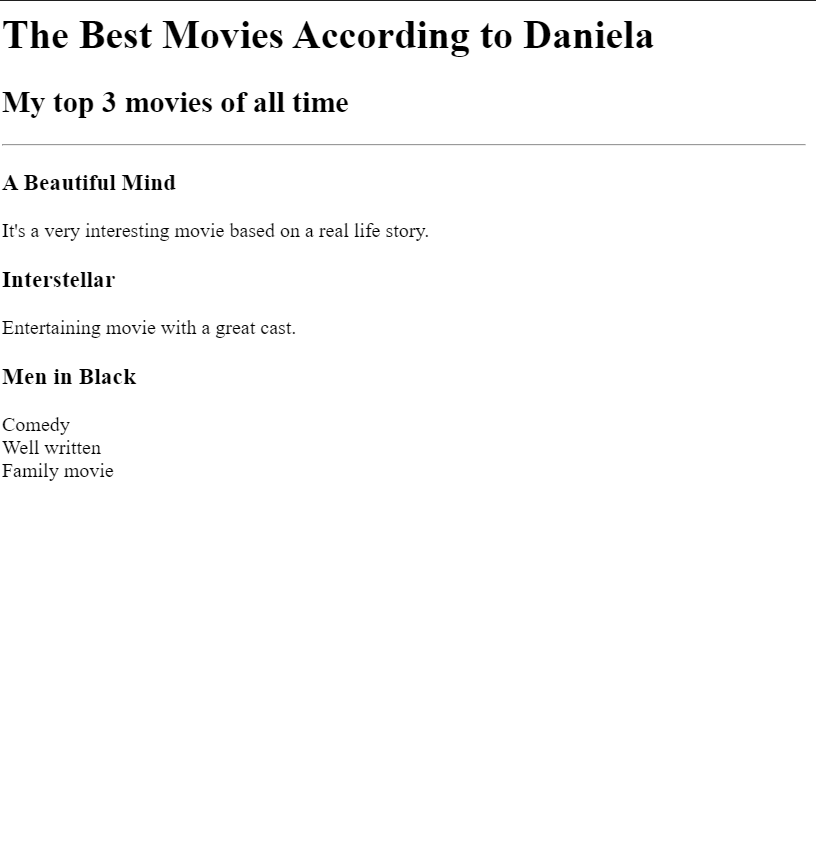 The Best Movies According to Daniela
My top 3 movies of all time
A Beautiful Mind
It's a very interesting movie based on a real life story.
Interstellar
Entertaining movie with a great cast.
Men in Black
Comedy
Well written
Family movie